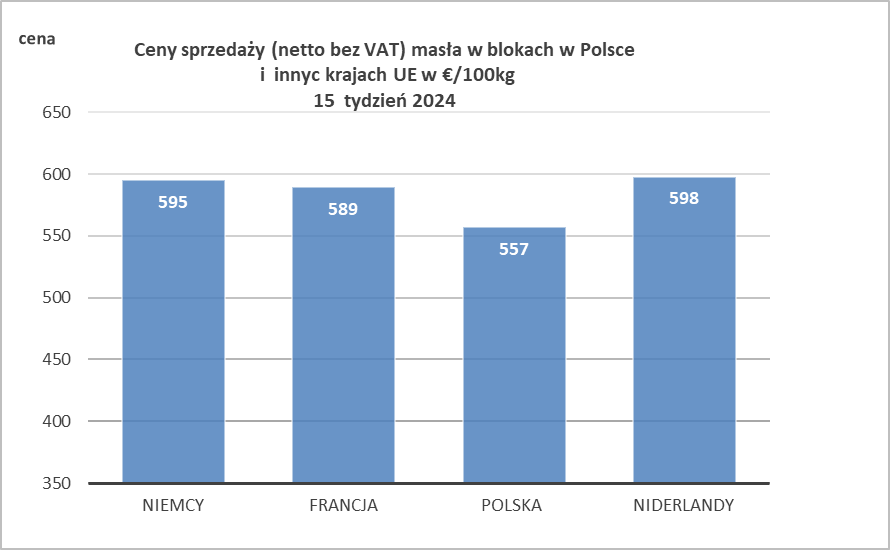 cena
Ceny sprzedaży (netto bez VAT) masła w blokach w Polsce
i innyc krajach UE w €/100kg
15 tydzień 2024
650
600
550
500
450
400
350
595
589
557
598
NIEMCY
FRANCJA
POLSKA
NIDERLANDY